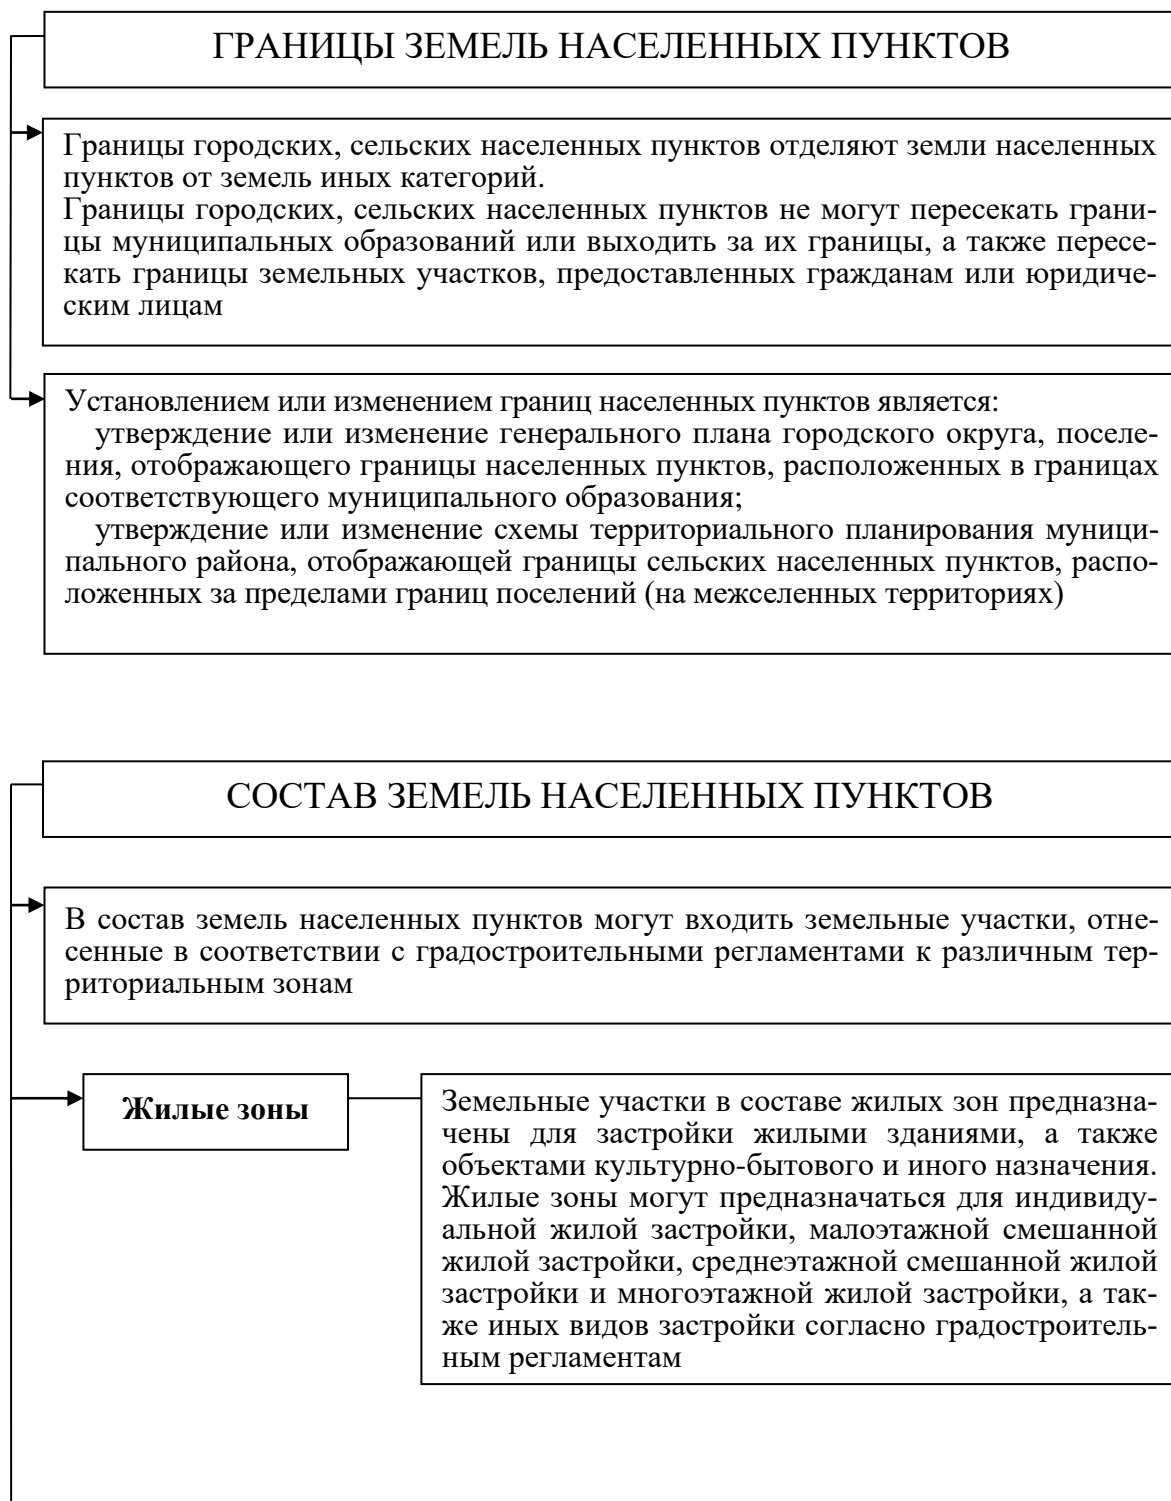 ГРАНИЦЫ ЗЕМЕЛЬ НАСЕЛЕННЫХ ПУНКТОВ
Границы городских, сельских населенных пунктов отделяют земли населенных
пунктов от земель иных категорий.
Границы городских, сельских населенных пунктов не могут пересекать грани-
цы муниципальных образований или выходить за их границы, а также пересе-
кать границы земельных участков, предоставленных гражданам или юридиче-
ским лицам
Установлением или изменением границ населенных пунктов является:
утверждение или изменение генерального плана городского округа, поселе-
ния, отображающего границы населенных пунктов, расположенных в границах
соответствующего муниципального образования;
утверждение или изменение схемы территориального планирования муници-
пального района, отображающей границы сельских населенных пунктов, распо-
ложенных за пределами границ поселений (на межселенных территориях)
СОСТАВ ЗЕМЕЛЬ НАСЕЛЕННЫХ ПУНКТОВ
В состав земель населенных пунктов могут входить земельные участки, отне-
сенные в соответствии с градостроительными регламентами к различным тер-
риториальным зонам
Жилые зоны
Земельные участки в составе жилых зон предназна-
чены для застройки жилыми зданиями, а также
объектами культурно-бытового и иного назначения.
Жилые зоны могут предназначаться для индивиду-
альной жилой застройки, малоэтажной смешанной
жилой застройки, среднеэтажной смешанной жилой
застройки и многоэтажной жилой застройки, а так-
же иных видов застройки согласно градостроитель-
ным регламентам